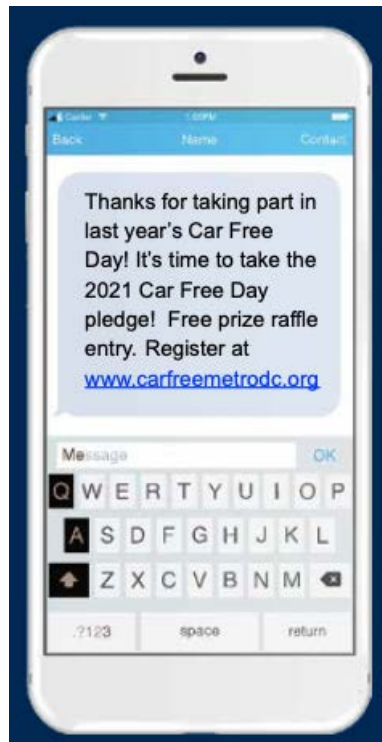 Carrier 1:00PM
Back Name Contact
Thanks for taking part in
last year's Car Free
Day! It's time to take the
2021 Car Free Day
pledge!  Free prize raffle
entry. Register at
www.carfreemetrodc.org
Message OK
Q W E R T Y U I O P
A S D F G H J K L
Z X C V B N M
.?123 space return